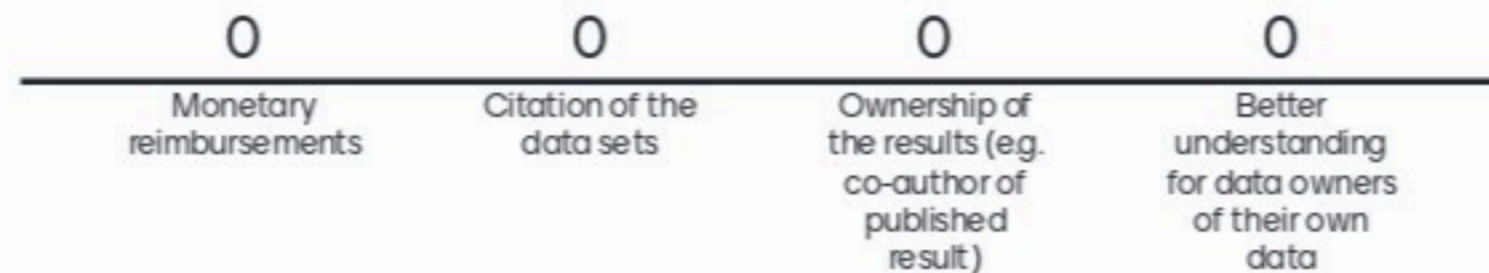 0 0 0 0
Monetary
reimbursements
Citation of the
data sets
Ownership of
the results (e.g.
co-author of
published
result)
Better
understanding
for data owners
of their own
data